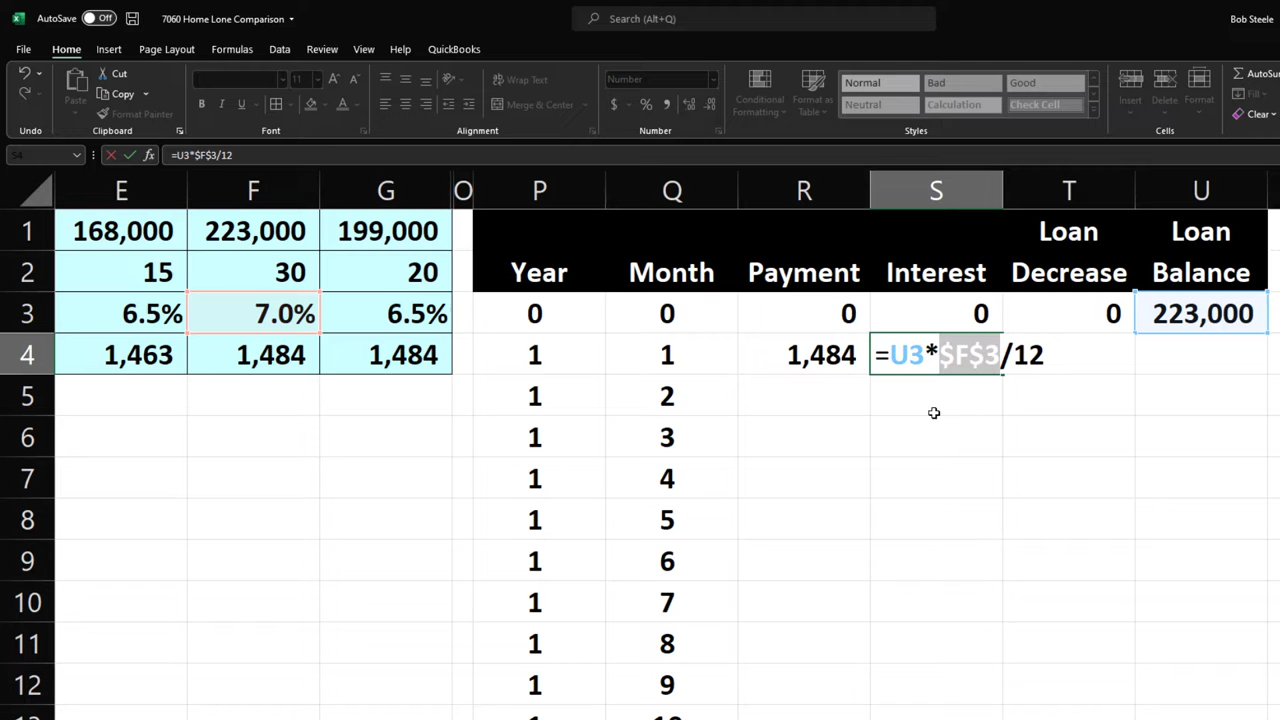 AutoSave Off 7060 Home Lone Comparison Search (Alt+Q) Bob Steele
File Home Insert Page Layout Formulas Data Review View Help QuickBooks
Cut 11 Wrap Text Number Normal Bad Good AutoSum
Paste Copy Conditional Format as Insert Delete Format Fill
Format Painter B I U Merge & Center $ % Formatting Table Neutral Calculation Check Cell Clear
Undo Clipboard Font Alignment Number Styles Cells
S4 fx =U3*$F$3/12
E F G O P Q R S T U
1 168,000 223,000 199,000 Loan Loan
2 15 30 20 Year Month Payment Interest Decrease Balance
3 6.5% 7.0% 6.5% 0 0 0 0 0 223,000
4 1,463 1,484 1,484 1 1 1,484 =U3*$F$3/12
5 1 2
6 1 3
7 1 4
8 1 5
9 1 6
10 1 7
11 1 8
12 1 9